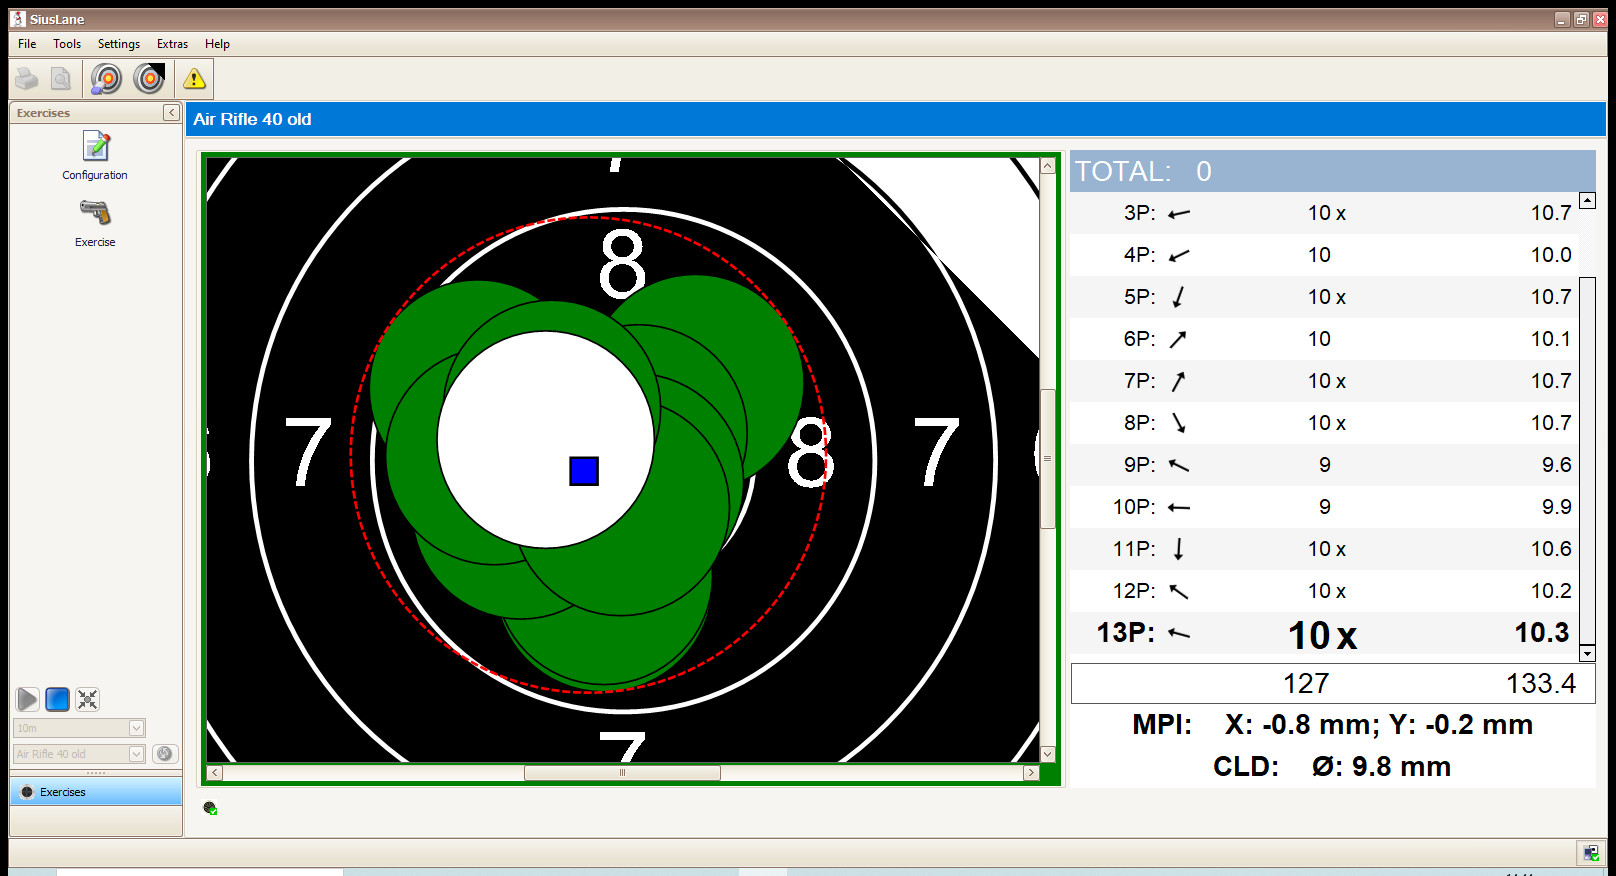 SiusLane
File Tools Settings Extras Help
Exercises
Configuration
Exercise
10m
Air Rifle 40 old
Exercises
Air Rifle 40 old
7
8
7 8 7
7
TOTAL: 0
3P: 10 x 10.7
4P: 10 10.0
5P: 10 x 10.7
6P: 10 10.1
7P: 10 x 10.7
8P: 10 x 10.7
9P: 9 9.6
10P: 9 9.9
11P: 10 x 10.6
12P: 10 x 10.2
13P: 10 x 10.3
127 133.4
MPI: X: -0.8 mm; Y: -0.2 mm
CLD: Ø: 9.8 mm